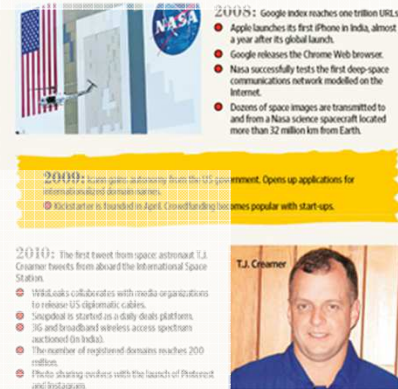 NASA
2008: Google index reaches one trillion URLs
Apple launches its first iPhone in India, almost
a year after its global launch.
Google releases the Chrome Web browser.
Nasa successfully tests the first deep-space
communications network modelled on the
Internet.
Dozens of space images are transmitted to
and from a Nasa science spacecraft located
more than 32 million km from Earth.
2009: Icann gains autonomy from the US government. Opens up applications for
internationalized domain names.
Kickstarter is founded in April. Crowdfunding becomes popular with start-ups.
2010: The first tweet from space: astronaut T.J.
Creamer tweets from aboard the International Space
Station.
WikiLeaks collaborates with media organizations
to release US diplomatic cables.
Snapdeal is started as a daily deals platform.
3G and broadband wireless access spectrum
auctioned (in India).
The number of registered domains reaches 200
million.
Photo sharing evolves with the launch of Pinterest
and Instagram
T.J. Creamer